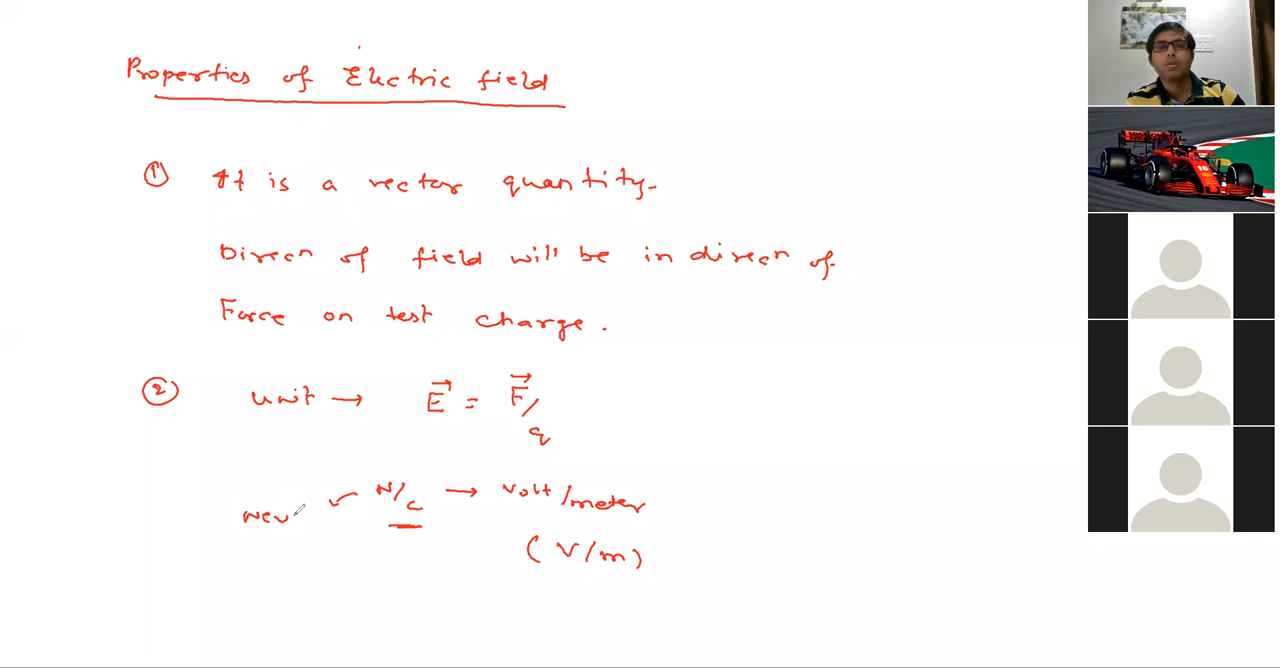 Properties of Electric field
① It is a vector quantity.
Direcn of field will be in direcn of
Force on test charge.
② unit → E⃗ = F⃗/q
New ✓ N/C → Volt/meter
(V/m)